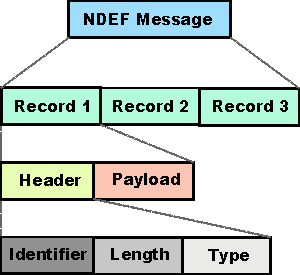 NDEF Message
Record 1 Record 2 Record 3
Header Payload
Identifier Length Type